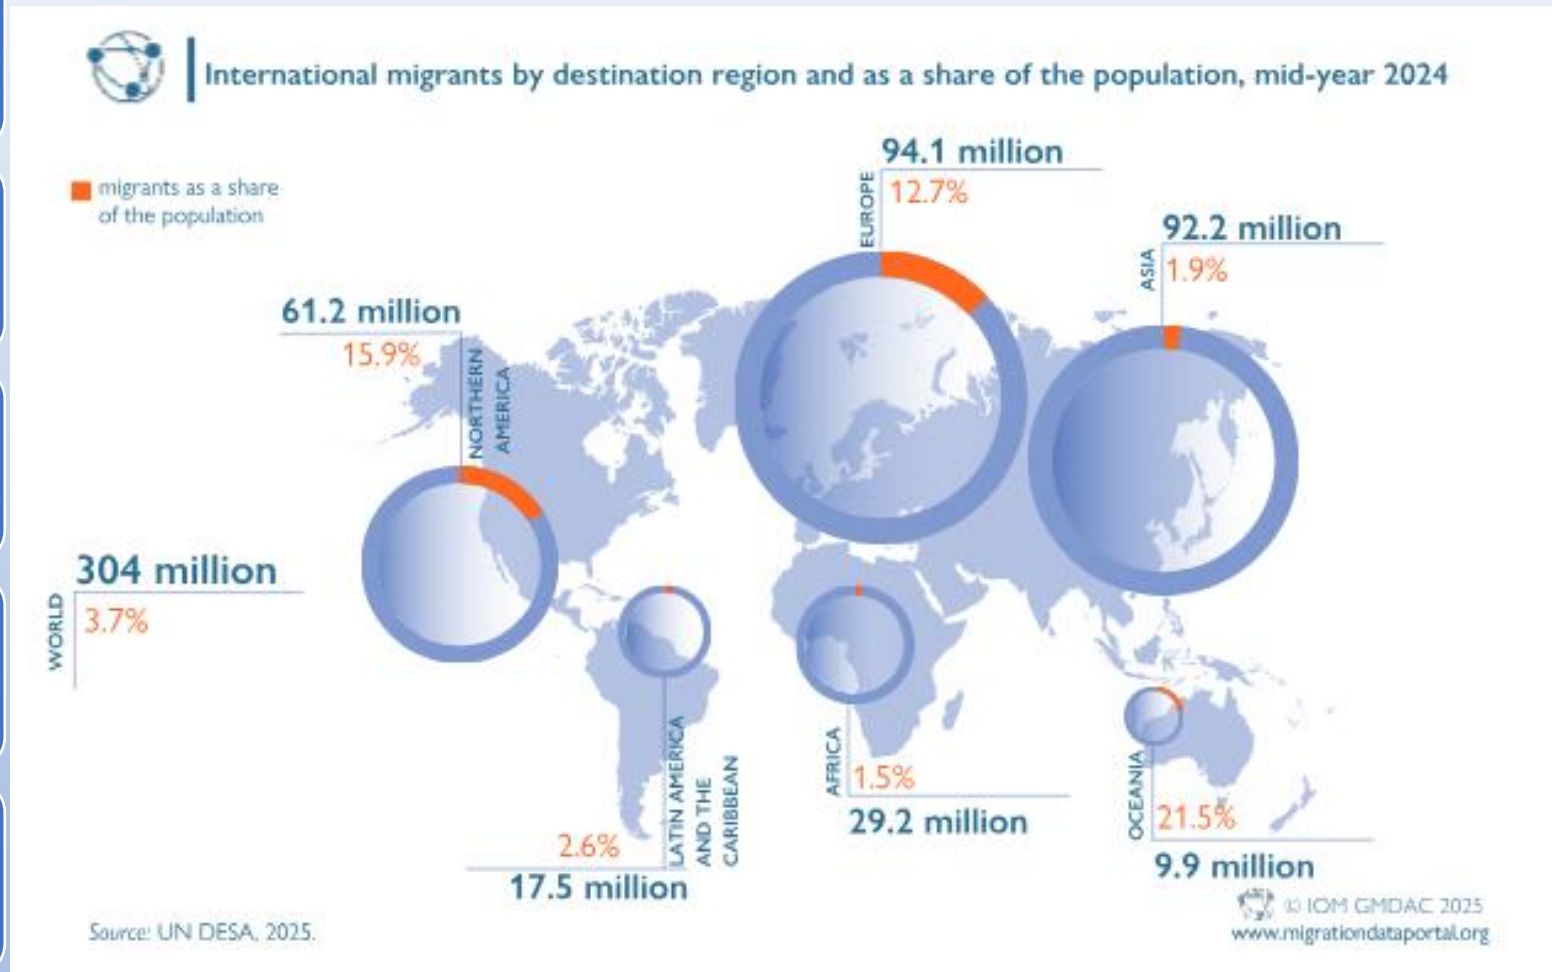 International migrants by destination region and as a share of the population, mid-year 2024
migrants as a share
of the population
94.1 million
12.7%
EUROPE
92.2 million
1.9%
ASIA
61.2 million
15.9%
NORTHERN
AMERICA
304 million
3.7%
WORLD
LATIN AMERICA
AND THE
CARIBBEAN
2.6%
17.5 million
AFRICA
1.5%
29.2 million
OCEANIA
21.5%
9.9 million
Source: UN DESA, 2025.
© IOM GMDAC 2025
www.migrationdataportal.org